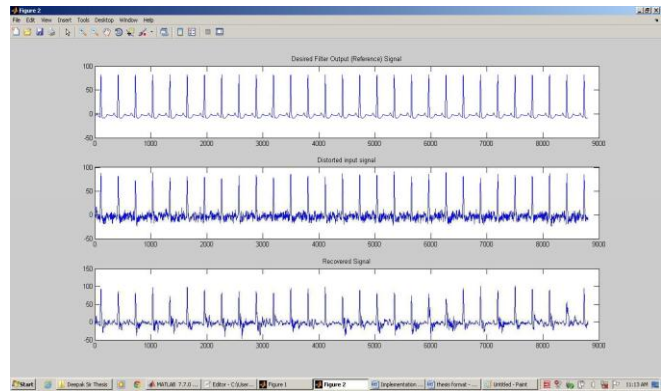 Figure 2
File Edit View Insert Tools Desktop Window Help
Desired Filter Output (Reference) Signal
100
50
0
-50
0 1000 2000 3000 4000 5000 6000 7000 8000 9000
Distorted input signal
100
50
0
-50
0 1000 2000 3000 4000 5000 6000 7000 8000 9000
Recovered Signal
150
100
50
0
-50
0 1000 2000 3000 4000 5000 6000 7000 8000 9000
Start Deepak Sir Thesis MATLAB 7.7.0 ... Editor - C:\User... Figure 1 Figure 2 Implementation ... thesis format - ... Untitled - Paint 11:13 AM